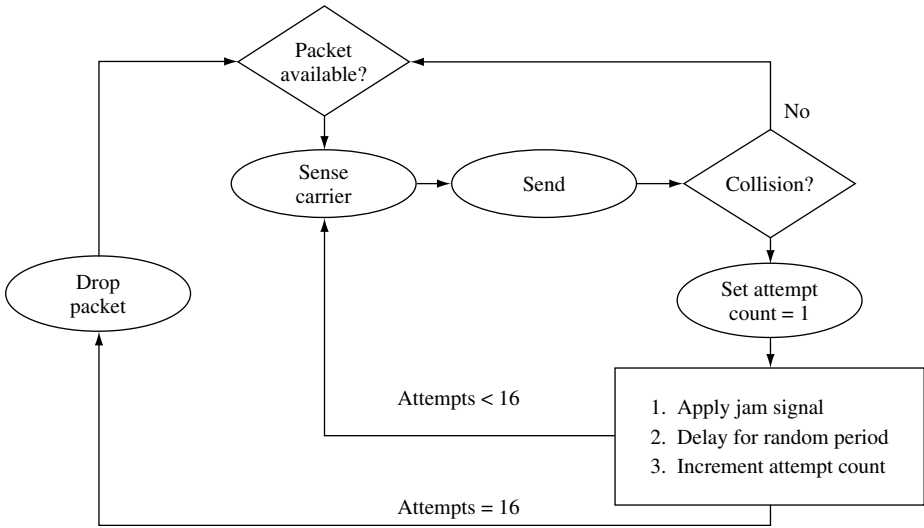 Packet
available?
No
Sense
carrier
Send
Collision?
Drop
packet
Set attempt
count = 1
Attempts < 16
1. Apply jam signal
2. Delay for random period
3. Increment attempt count
Attempts = 16